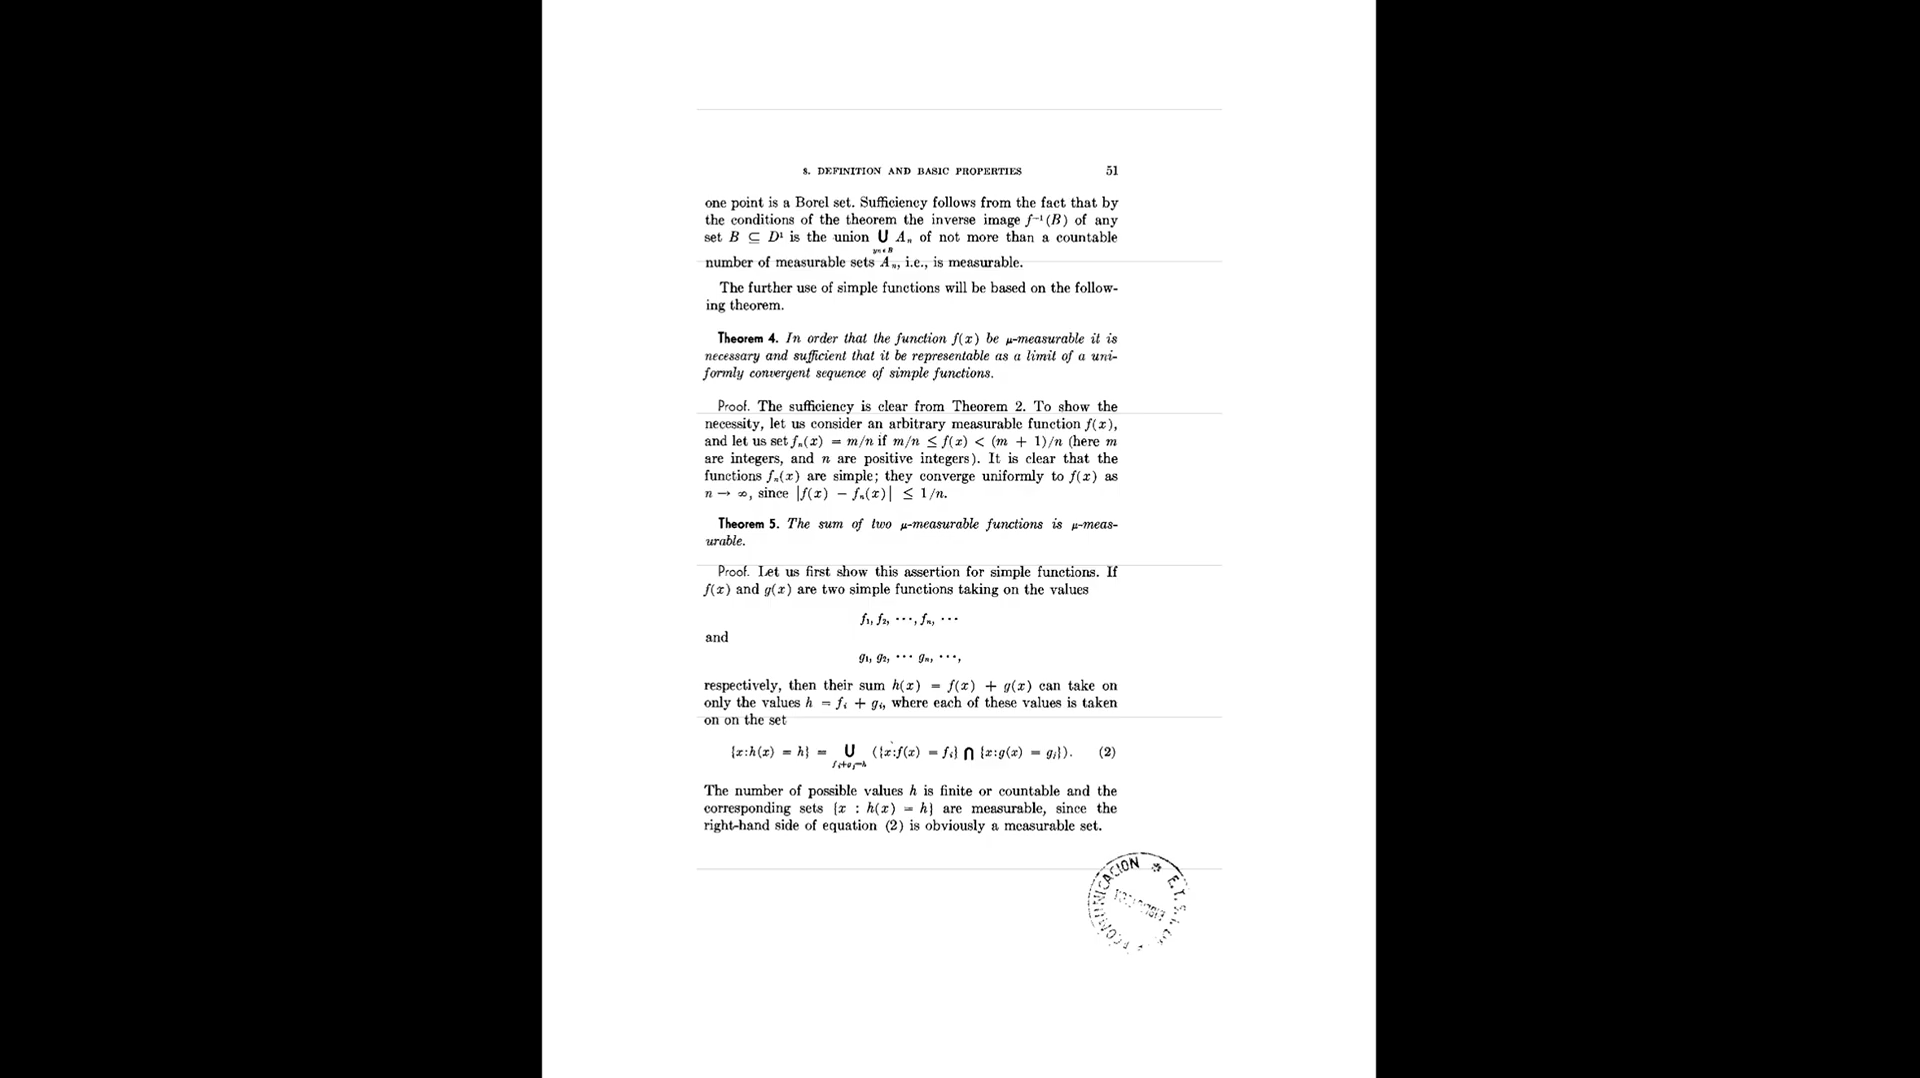 8. DEFINITION AND BASIC PROPERTIES 51
one point is a Borel set. Sufficiency follows from the fact that by
the conditions of the theorem the inverse image f⁻¹(B) of any
set B ⊆ D¹ is the union ⋃ Aₙ of not more than a countable
yₙ ∈ B
number of measurable sets Aₙ, i.e., is measurable.
The further use of simple functions will be based on the follow-
ing theorem.
Theorem 4. In order that the function f(x) be μ-measurable it is
necessary and sufficient that it be representable as a limit of a uni-
formly convergent sequence of simple functions.
Proof. The sufficiency is clear from Theorem 2. To show the
necessity, let us consider an arbitrary measurable function f(x),
and let us set fₙ(x) = m/n if m/n ≤ f(x) < (m + 1)/n (here m
are integers, and n are positive integers). It is clear that the
functions fₙ(x) are simple; they converge uniformly to f(x) as
n → ∞, since |f(x) − fₙ(x)| ≤ 1/n.
Theorem 5. The sum of two μ-measurable functions is μ-meas-
urable.
Proof. Let us first show this assertion for simple functions. If
f(x) and g(x) are two simple functions taking on the values
f₁, f₂, ···, fₙ, ···
and
g₁, g₂, ··· gₙ, ···,
respectively, then their sum h(x) = f(x) + g(x) can take on
only the values h = fᵢ + gᵢ, where each of these values is taken
on on the set
{x:h(x) = h} = ⋃ ({x:f(x) = fᵢ} ⋂ {x:g(x) = gⱼ}). (2)
fᵢ+gⱼ=h
The number of possible values h is finite or countable and the
corresponding sets {x : h(x) = h} are measurable, since the
right-hand side of equation (2) is obviously a measurable set.